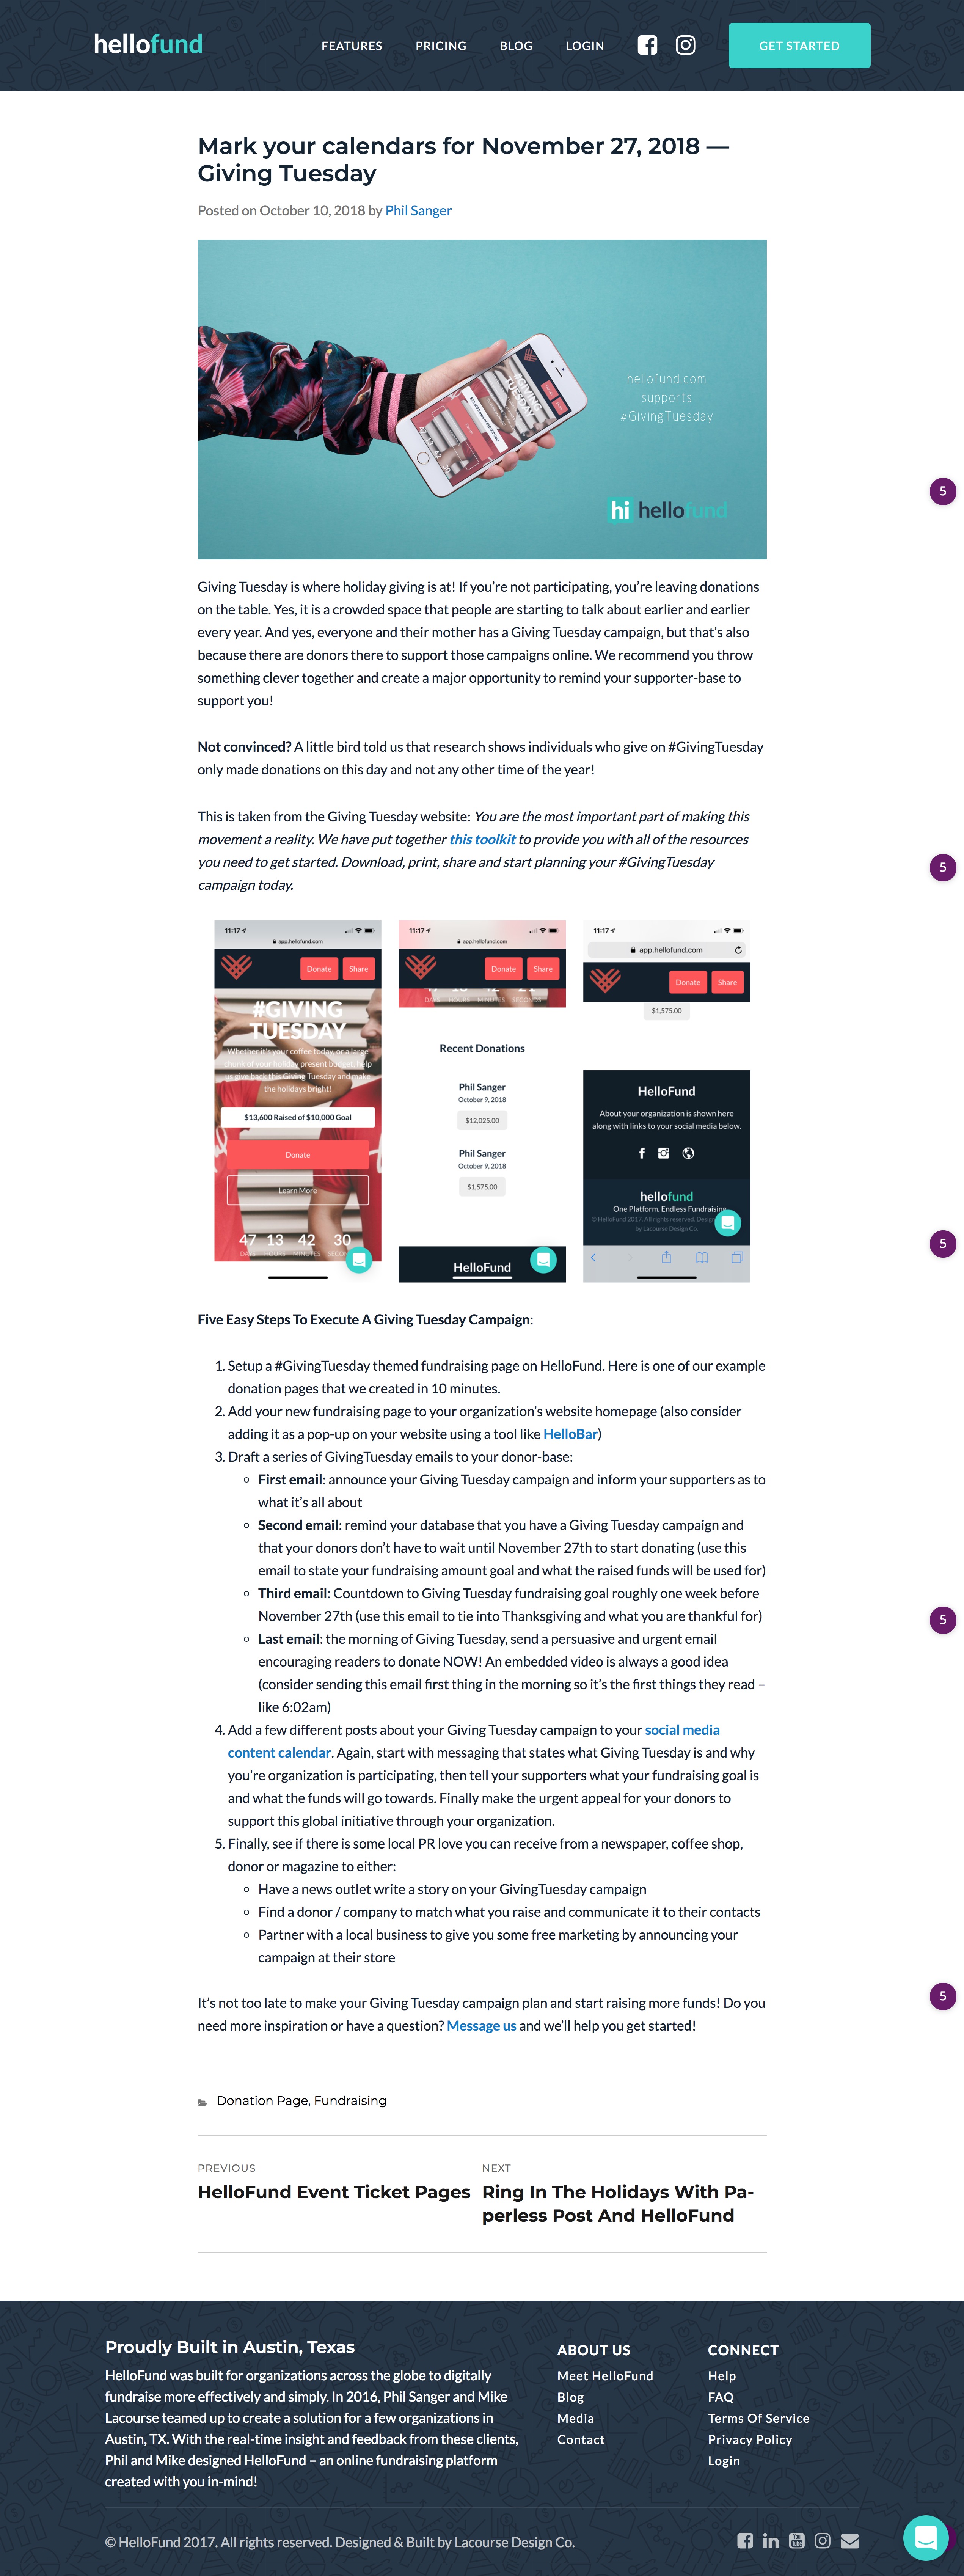 hellofund
FEATURES
PRICING
BLOG
LOGIN
GET STARTED
Mark your calendars for November 27, 2018 —
Giving Tuesday
Posted on October 10, 2018 by Phil Sanger
#GIVING
TUESDAY
hellofund.com
supports
#GivingTuesday
hi hellofund
5
Giving Tuesday is where holiday giving is at! If you're not participating, you're leaving donations
on the table. Yes, it is a crowded space that people are starting to talk about earlier and earlier
every year. And yes, everyone and their mother has a Giving Tuesday campaign, but that's also
because there are donors there to support those campaigns online. We recommend you throw
something clever together and create a major opportunity to remind your supporter-base to
support you!
Not convinced? A little bird told us that research shows individuals who give on #GivingTuesday
only made donations on this day and not any other time of the year!
This is taken from the Giving Tuesday website: You are the most important part of making this
movement a reality. We have put together this toolkit to provide you with all of the resources
you need to get started. Download, print, share and start planning your #GivingTuesday
campaign today.
5
11:17
app.hellofund.com
Donate
Share
#GIVING
TUESDAY
Whether it's your coffee today, or a large
chunk of your holiday present budget, help
us give back this Giving Tuesday and make
the holidays bright!
$13,600 Raised of $10,000 Goal
Donate
Learn More
47 13 42 30
DAYS HOURS MINUTES
11:17
app.hellofund.com
Donate
Share
DAYS HOURS MINUTES SECONDS
Recent Donations
Phil Sanger
October 9, 2018
$12,025.00
Phil Sanger
October 9, 2018
$1,575.00
HelloFund
11:17
app.hellofund.com
Donate
Share
$1,575.00
HelloFund
About your organization is shown here
along with links to your social media below.
hellofund
One Platform. Endless Fundraising.
© HelloFund 2017. All rights reserved.
by Lacourse Design Co.
5
Five Easy Steps To Execute A Giving Tuesday Campaign:
1. Setup a #GivingTuesday themed fundraising page on HelloFund. Here is one of our example
donation pages that we created in 10 minutes.
2. Add your new fundraising page to your organization's website homepage (also consider
adding it as a pop-up on your website using a tool like HelloBar)
3. Draft a series of GivingTuesday emails to your donor-base:
First email: announce your Giving Tuesday campaign and inform your supporters as to
what it's all about
Second email: remind your database that you have a Giving Tuesday campaign and
that your donors don't have to wait until November 27th to start donating (use this
email to state your fundraising amount goal and what the raised funds will be used for)
Third email: Countdown to Giving Tuesday fundraising goal roughly one week before
November 27th (use this email to tie into Thanksgiving and what you are thankful for)
5
Last email: the morning of Giving Tuesday, send a persuasive and urgent email
encouraging readers to donate NOW! An embedded video is always a good idea
(consider sending this email first thing in the morning so it's the first things they read –
like 6:02am)
4. Add a few different posts about your Giving Tuesday campaign to your social media
content calendar. Again, start with messaging that states what Giving Tuesday is and why
you're organization is participating, then tell your supporters what your fundraising goal is
and what the funds will go towards. Finally make the urgent appeal for your donors to
support this global initiative through your organization.
5. Finally, see if there is some local PR love you can receive from a newspaper, coffee shop,
donor or magazine to either:
Have a news outlet write a story on your GivingTuesday campaign
Find a donor / company to match what you raise and communicate it to their contacts
Partner with a local business to give you some free marketing by announcing your
campaign at their store
5
It's not too late to make your Giving Tuesday campaign plan and start raising more funds! Do you
need more inspiration or have a question? Message us and we'll help you get started!
Donation Page, Fundraising
PREVIOUS
HelloFund Event Ticket Pages
NEXT
Ring In The Holidays With Pa-
perless Post And HelloFund
Proudly Built in Austin, Texas
HelloFund was built for organizations across the globe to digitally
fundraise more effectively and simply. In 2016, Phil Sanger and Mike
Lacourse teamed up to create a solution for a few organizations in
Austin, TX. With the real-time insight and feedback from these clients,
Phil and Mike designed HelloFund – an online fundraising platform
created with you in-mind!
ABOUT US
Meet HelloFund
Blog
Media
Contact
CONNECT
Help
FAQ
Terms Of Service
Privacy Policy
Login
© HelloFund 2017. All rights reserved. Designed & Built by Lacourse Design Co.